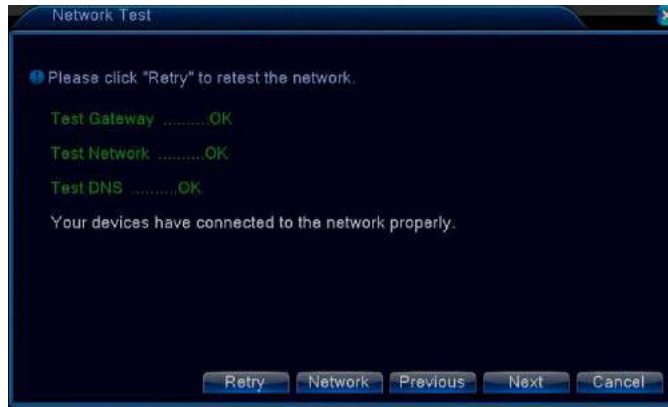 Network Test
Please click "Retry" to retest the network.
Test Gateway ..........OK
Test Network ..........OK
Test DNS ..........OK
Your devices have connected to the network properly.
Retry Network Previous Next Cancel